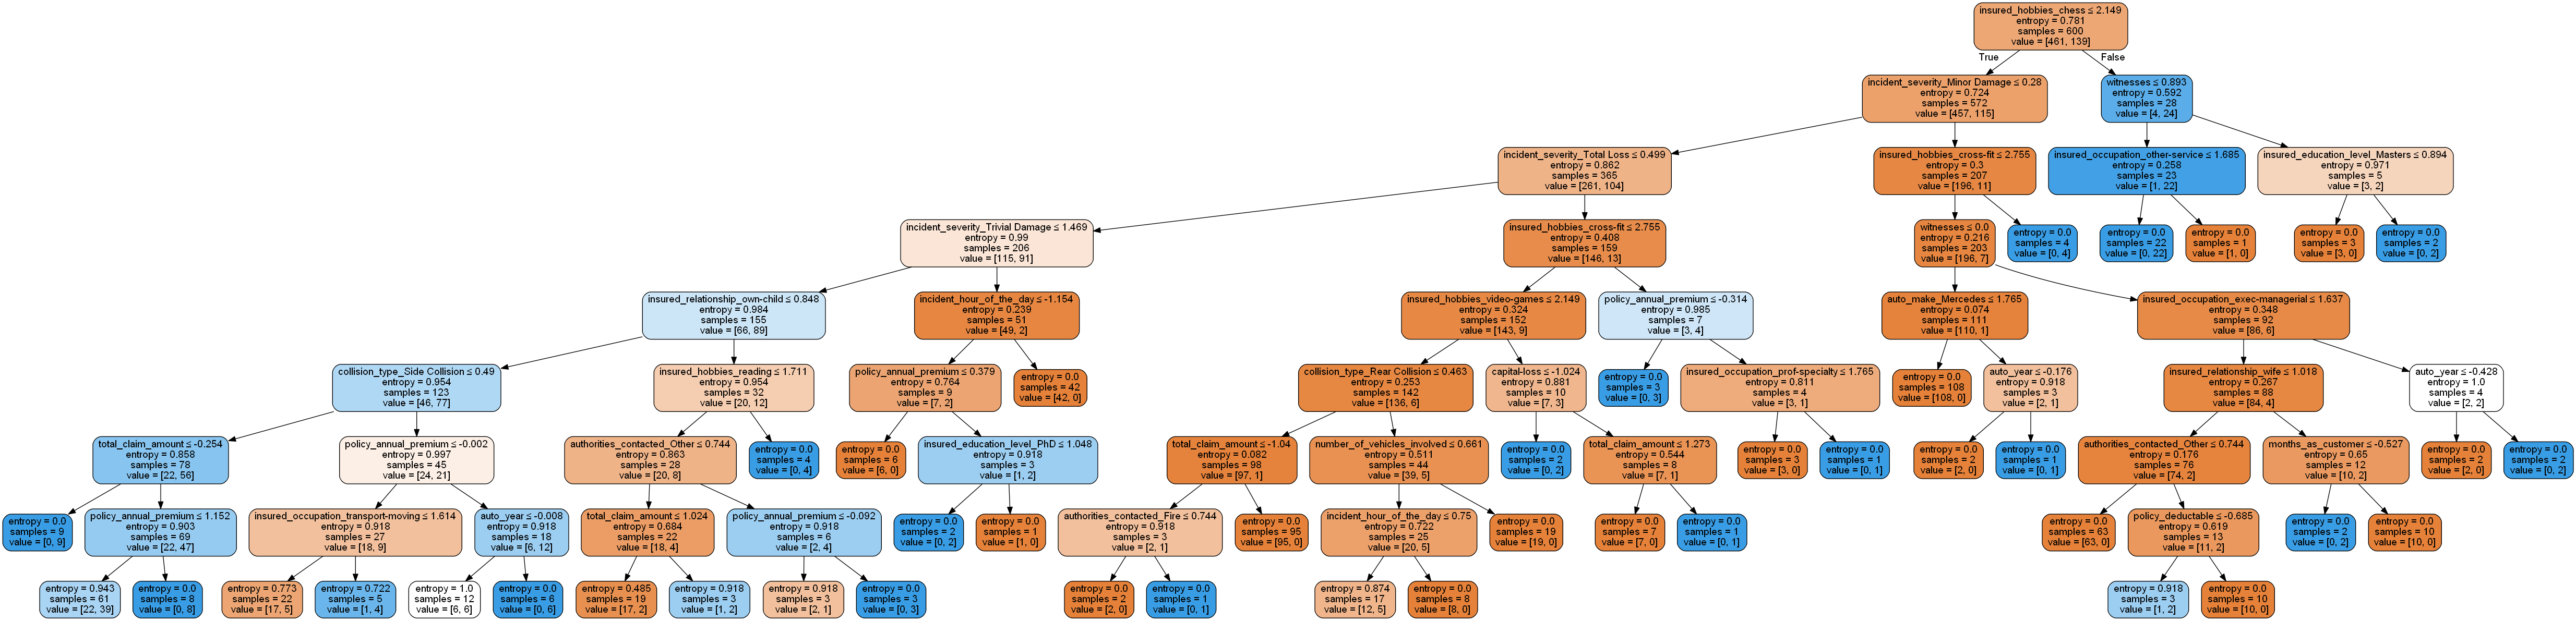 insured_hobbies_chess ≤ 2.149
entropy = 0.781
samples = 600
value = [461, 139]
True
False
incident_severity_Minor Damage ≤ 0.28
entropy = 0.724
samples = 572
value = [457, 115]
witnesses ≤ 0.893
entropy = 0.592
samples = 28
value = [4, 24]
incident_severity_Total Loss ≤ 0.499
entropy = 0.862
samples = 365
value = [261, 104]
insured_hobbies_cross-fit ≤ 2.755
entropy = 0.3
samples = 207
value = [196, 11]
insured_occupation_other-service ≤ 1.685
entropy = 0.258
samples = 23
value = [1, 22]
insured_education_level_Masters ≤ 0.894
entropy = 0.971
samples = 5
value = [3, 2]
incident_severity_Trivial Damage ≤ 1.469
entropy = 0.99
samples = 206
value = [115, 91]
insured_hobbies_cross-fit ≤ 2.755
entropy = 0.408
samples = 159
value = [146, 13]
witnesses ≤ 0.0
entropy = 0.216
samples = 203
value = [196, 7]
entropy = 0.0
samples = 4
value = [0, 4]
entropy = 0.0
samples = 22
value = [0, 22]
entropy = 0.0
samples = 1
value = [1, 0]
entropy = 0.0
samples = 3
value = [3, 0]
entropy = 0.0
samples = 2
value = [0, 2]
insured_relationship_own-child ≤ 0.848
entropy = 0.984
samples = 155
value = [66, 89]
incident_hour_of_the_day ≤ -1.154
entropy = 0.239
samples = 51
value = [49, 2]
insured_hobbies_video-games ≤ 2.149
entropy = 0.324
samples = 152
value = [143, 9]
policy_annual_premium ≤ -0.314
entropy = 0.985
samples = 7
value = [3, 4]
auto_make_Mercedes ≤ 1.765
entropy = 0.074
samples = 111
value = [110, 1]
insured_occupation_exec-managerial ≤ 1.637
entropy = 0.348
samples = 92
value = [86, 6]
collision_type_Side Collision ≤ 0.49
entropy = 0.954
samples = 123
value = [46, 77]
insured_hobbies_reading ≤ 1.711
entropy = 0.954
samples = 32
value = [20, 12]
policy_annual_premium ≤ 0.379
entropy = 0.764
samples = 9
value = [7, 2]
entropy = 0.0
samples = 42
value = [42, 0]
collision_type_Rear Collision ≤ 0.463
entropy = 0.253
samples = 142
value = [136, 6]
capital-loss ≤ -1.024
entropy = 0.881
samples = 10
value = [7, 3]
entropy = 0.0
samples = 3
value = [0, 3]
insured_occupation_prof-specialty ≤ 1.765
entropy = 0.811
samples = 4
value = [3, 1]
entropy = 0.0
samples = 108
value = [108, 0]
auto_year ≤ -0.176
entropy = 0.918
samples = 3
value = [2, 1]
insured_relationship_wife ≤ 1.018
entropy = 0.267
samples = 88
value = [84, 4]
auto_year ≤ -0.428
entropy = 1.0
samples = 4
value = [2, 2]
total_claim_amount ≤ -0.254
entropy = 0.858
samples = 78
value = [22, 56]
policy_annual_premium ≤ -0.002
entropy = 0.997
samples = 45
value = [24, 21]
authorities_contacted_Other ≤ 0.744
entropy = 0.863
samples = 28
value = [20, 8]
entropy = 0.0
samples = 4
value = [0, 4]
entropy = 0.0
samples = 6
value = [6, 0]
insured_education_level_PhD ≤ 1.048
entropy = 0.918
samples = 3
value = [1, 2]
total_claim_amount ≤ -1.04
entropy = 0.082
samples = 98
value = [97, 1]
number_of_vehicles_involved ≤ 0.661
entropy = 0.511
samples = 44
value = [39, 5]
entropy = 0.0
samples = 2
value = [0, 2]
total_claim_amount ≤ 1.273
entropy = 0.544
samples = 8
value = [7, 1]
entropy = 0.0
samples = 3
value = [3, 0]
entropy = 0.0
samples = 1
value = [0, 1]
entropy = 0.0
samples = 2
value = [2, 0]
entropy = 0.0
samples = 1
value = [0, 1]
authorities_contacted_Other ≤ 0.744
entropy = 0.176
samples = 76
value = [74, 2]
months_as_customer ≤ -0.527
entropy = 0.65
samples = 12
value = [10, 2]
entropy = 0.0
samples = 2
value = [2, 0]
entropy = 0.0
samples = 2
value = [0, 2]
entropy = 0.0
samples = 9
value = [0, 9]
policy_annual_premium ≤ 1.152
entropy = 0.903
samples = 69
value = [22, 47]
insured_occupation_transport-moving ≤ 1.614
entropy = 0.918
samples = 27
value = [18, 9]
auto_year ≤ -0.008
entropy = 0.918
samples = 18
value = [6, 12]
total_claim_amount ≤ 1.024
entropy = 0.684
samples = 22
value = [18, 4]
policy_annual_premium ≤ -0.092
entropy = 0.918
samples = 6
value = [2, 4]
entropy = 0.0
samples = 2
value = [0, 2]
entropy = 0.0
samples = 1
value = [1, 0]
authorities_contacted_Fire ≤ 0.744
entropy = 0.918
samples = 3
value = [2, 1]
entropy = 0.0
samples = 95
value = [95, 0]
incident_hour_of_the_day ≤ 0.75
entropy = 0.722
samples = 25
value = [20, 5]
entropy = 0.0
samples = 19
value = [19, 0]
entropy = 0.0
samples = 7
value = [7, 0]
entropy = 0.0
samples = 1
value = [0, 1]
entropy = 0.0
samples = 63
value = [63, 0]
policy_deductable ≤ -0.685
entropy = 0.619
samples = 13
value = [11, 2]
entropy = 0.0
samples = 2
value = [0, 2]
entropy = 0.0
samples = 10
value = [10, 0]
entropy = 0.943
samples = 61
value = [22, 39]
entropy = 0.0
samples = 8
value = [0, 8]
entropy = 0.773
samples = 22
value = [17, 5]
entropy = 0.722
samples = 5
value = [1, 4]
entropy = 1.0
samples = 12
value = [6, 6]
entropy = 0.0
samples = 6
value = [0, 6]
entropy = 0.485
samples = 19
value = [17, 2]
entropy = 0.918
samples = 3
value = [1, 2]
entropy = 0.918
samples = 3
value = [2, 1]
entropy = 0.0
samples = 3
value = [0, 3]
entropy = 0.0
samples = 2
value = [2, 0]
entropy = 0.0
samples = 1
value = [0, 1]
entropy = 0.874
samples = 17
value = [12, 5]
entropy = 0.0
samples = 8
value = [8, 0]
entropy = 0.918
samples = 3
value = [1, 2]
entropy = 0.0
samples = 10
value = [10, 0]